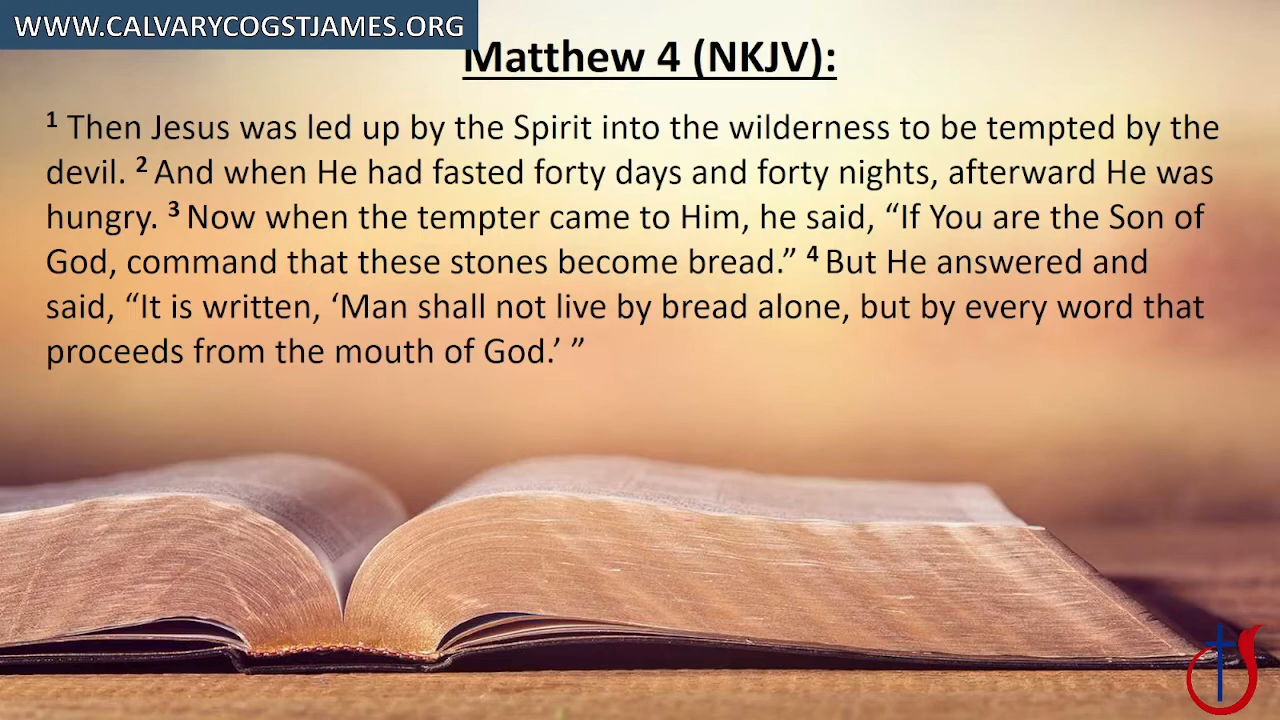 WWW.CALVARYCOGSTJAMES.ORG
Matthew 4 (NKJV):
1 Then Jesus was led up by the Spirit into the wilderness to be tempted by the
devil. 2 And when He had fasted forty days and forty nights, afterward He was
hungry. 3 Now when the tempter came to Him, he said, “If You are the Son of
God, command that these stones become bread.” 4 But He answered and
said, “It is written, ‘Man shall not live by bread alone, but by every word that
proceeds from the mouth of God.’ ”